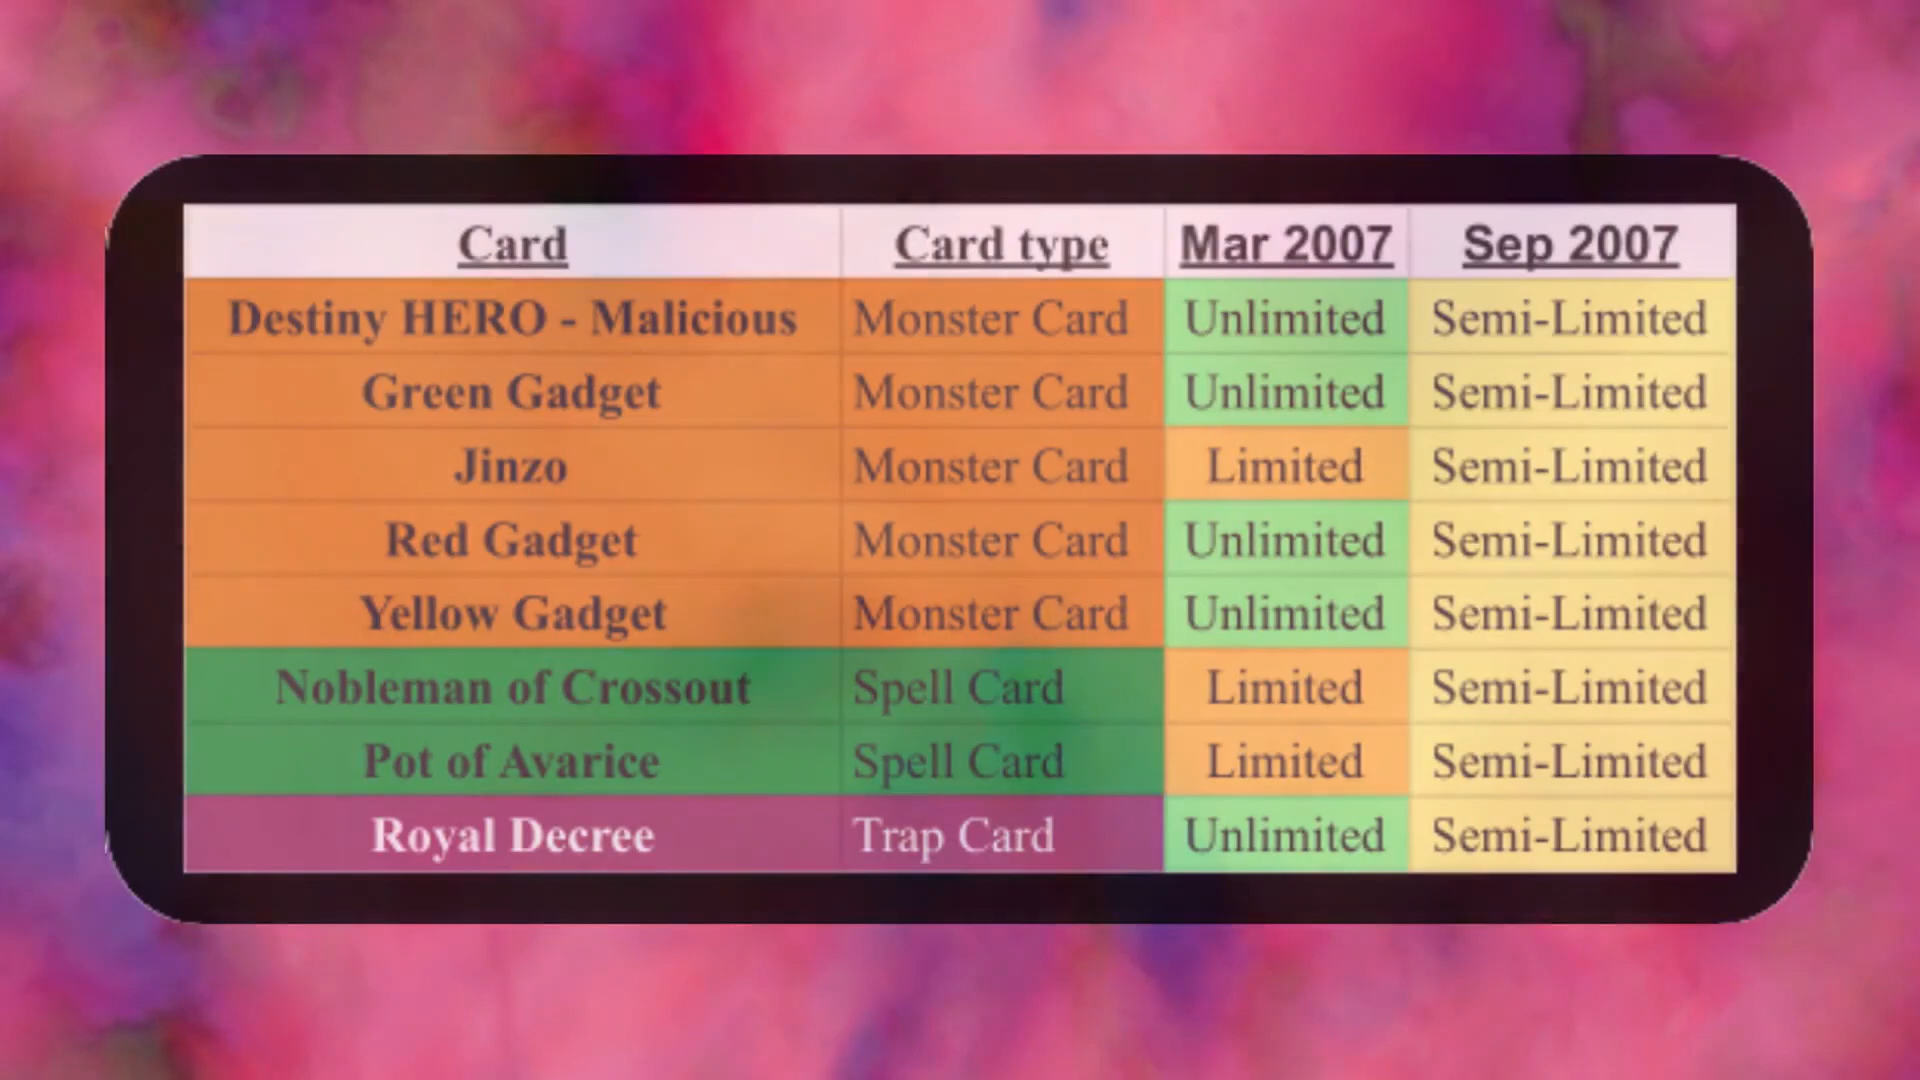 Card Card type Mar 2007 Sep 2007
Destiny HERO - Malicious Monster Card Unlimited Semi-Limited
Green Gadget Monster Card Unlimited Semi-Limited
Jinzo Monster Card Limited Semi-Limited
Red Gadget Monster Card Unlimited Semi-Limited
Yellow Gadget Monster Card Unlimited Semi-Limited
Nobleman of Crossout Spell Card Limited Semi-Limited
Pot of Avarice Spell Card Limited Semi-Limited
Royal Decree Trap Card Unlimited Semi-Limited